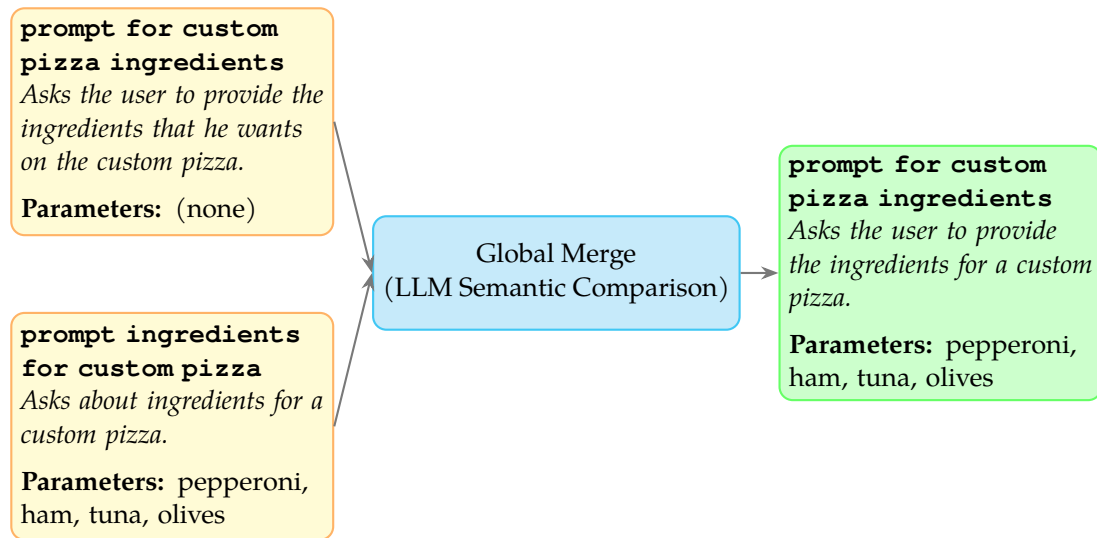 prompt for custom
pizza ingredients
Asks the user to provide the
ingredients that he wants
on the custom pizza.
Parameters: (none)
prompt ingredients
for custom pizza
Asks about ingredients for a
custom pizza.
Parameters: pepperoni,
ham, tuna, olives
Global Merge
(LLM Semantic Comparison)
prompt for custom
pizza ingredients
Asks the user to provide
the ingredients for a custom
pizza.
Parameters: pepperoni,
ham, tuna, olives